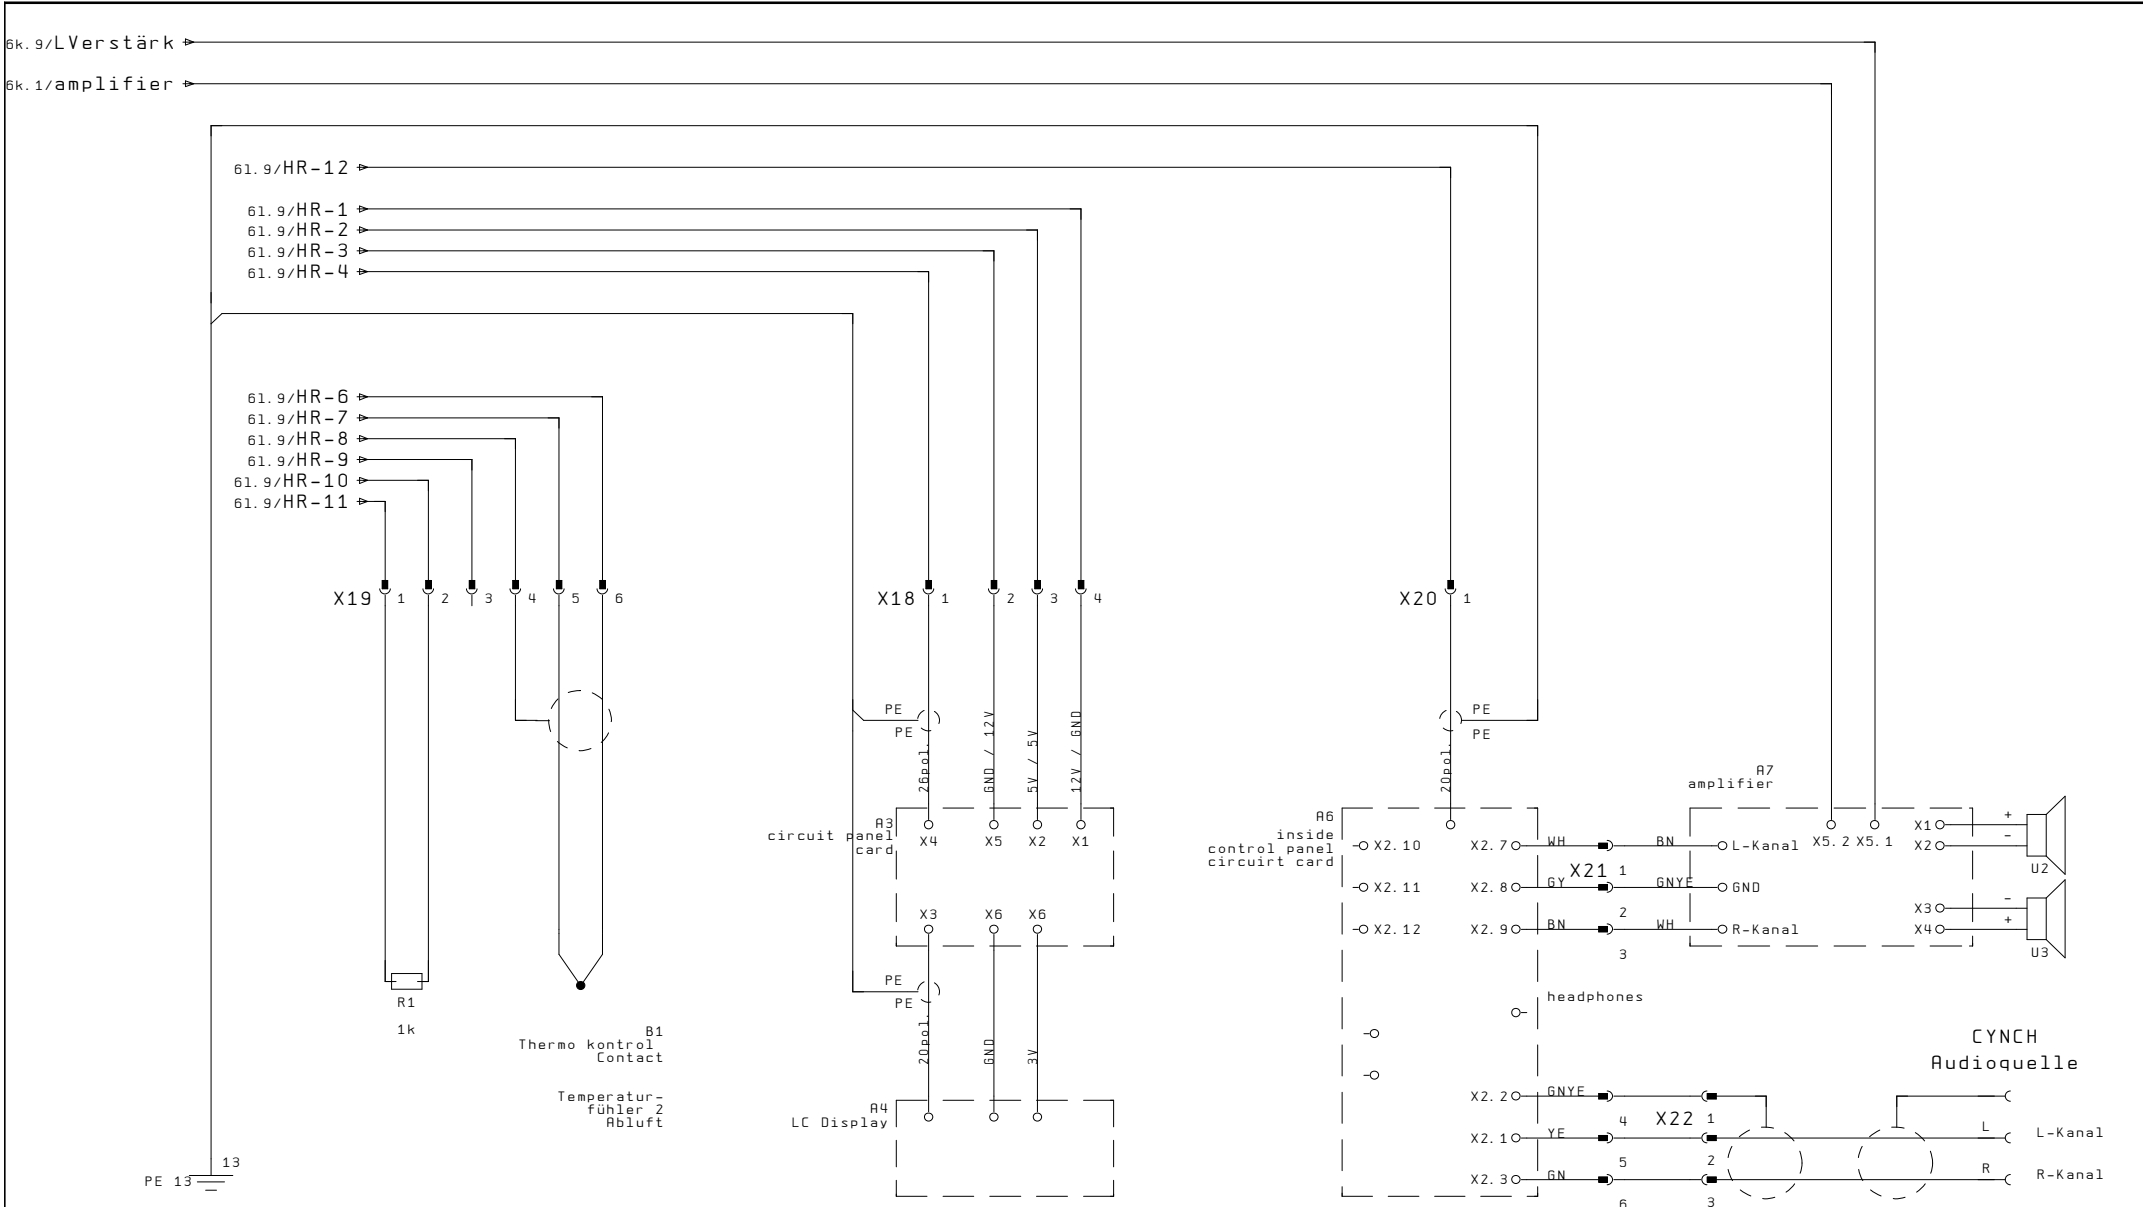 6k.9/LVerstärk
6k.1/amplifier
61.9/HR-12
61.9/HR-1
61.9/HR-2
61.9/HR-3
61.9/HR-4
61.9/HR-6
61.9/HR-7
61.9/HR-8
61.9/HR-9
61.9/HR-10
61.9/HR-11
X19 1 2 3 4 5 6
X18 1 2 3 4
X20 1
PE
PE
26pol.
GND / 12V
5V / 5V
12V / GND
PE
PE
20pol.
A3
circuit panel
card
X4 X5 X2 X1
X3 X6 X6
PE
PE
20pol.
GND
3V
A4
LC Display
R1
1k
B1
Thermo kontrol
Contact
Temperatur-
fühler 2
Abluft
13
PE 13
A6
inside
control panel
circuirt card
X2.10 X2.7 WH
X2.11 X2.8 GY
X2.12 X2.9 BN
X21 1
2
3
BN
GNYE
WH
A7
amplifier
L-Kanal X5.2 X5.1
GND
R-Kanal
X1 +
X2 -
U2
X3 -
X4 +
U3
headphones
CYNCH
Audioquelle
X2.2 GNYE
4 X22 1
X2.1 YE
5 2
X2.3 GN
6 3
L L-Kanal
R R-Kanal